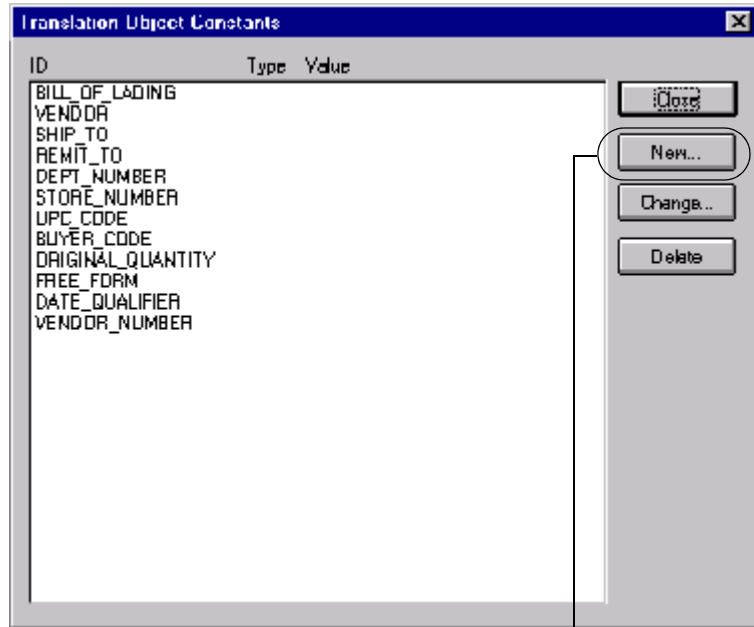 Translation Object Constants
ID Type Value
BILL_OF_LADING
VENDOR
SHIP_TO
REMIT_TO
DEPT_NUMBER
STORE_NUMBER
UPC_CODE
BUYER_CODE
ORIGINAL_QUANTITY
FREE_FORM
DATE_QUALIFIER
VENDOR_NUMBER
Close
New...
Change...
Delete